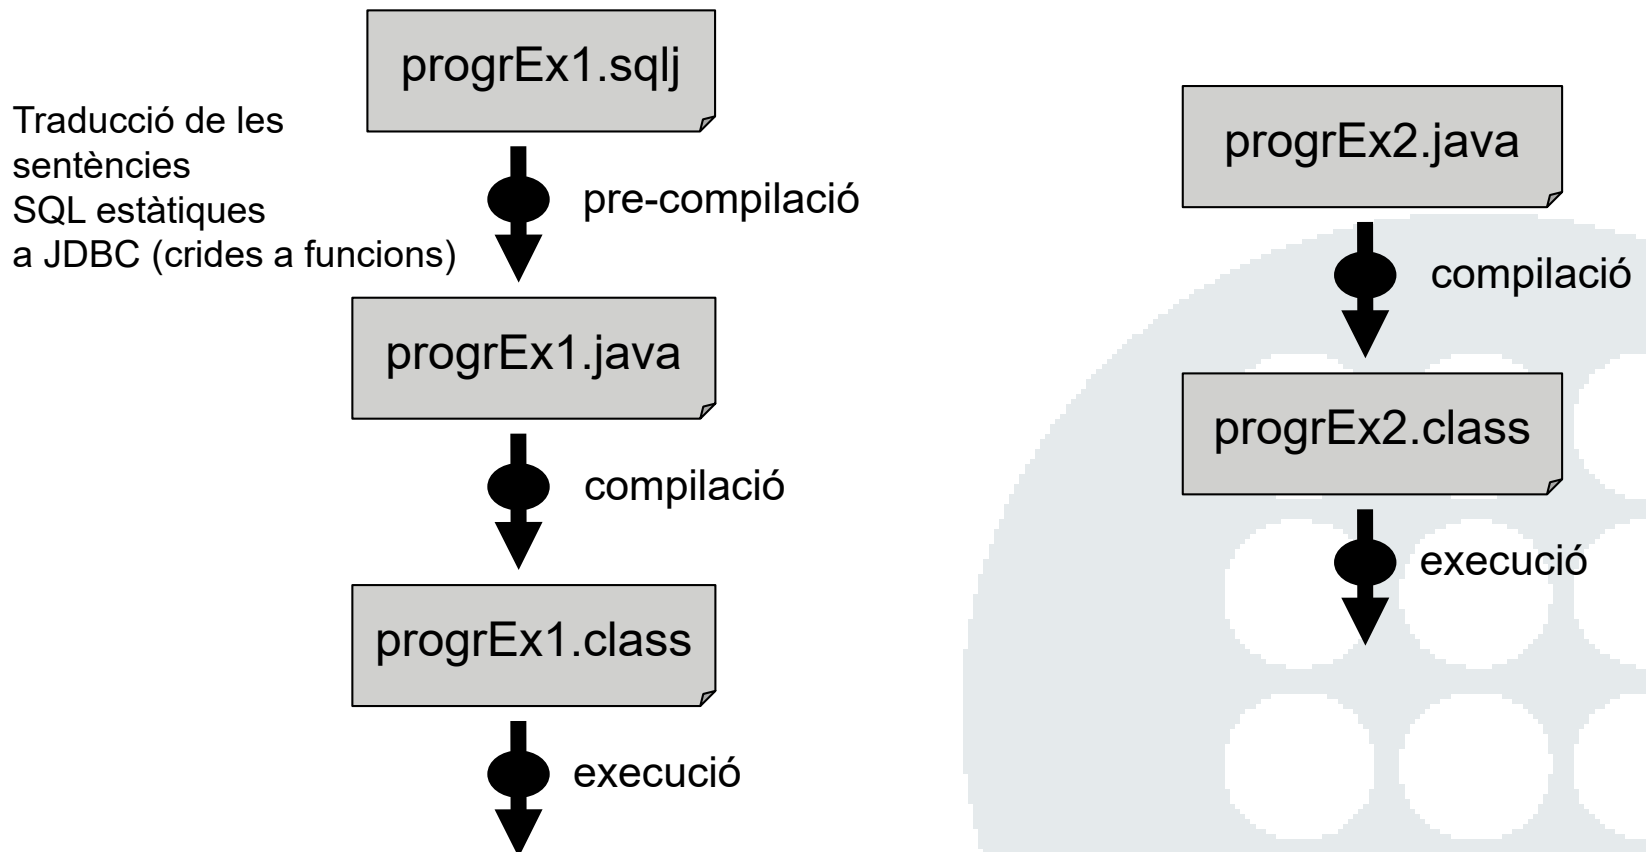 progrEx1.sqlj
Traducció de les
sentències
SQL estàtiques
a JDBC (crides a funcions)
pre-compilació
progrEx1.java
compilació
progrEx1.class
execució
progrEx2.java
compilació
progrEx2.class
execució